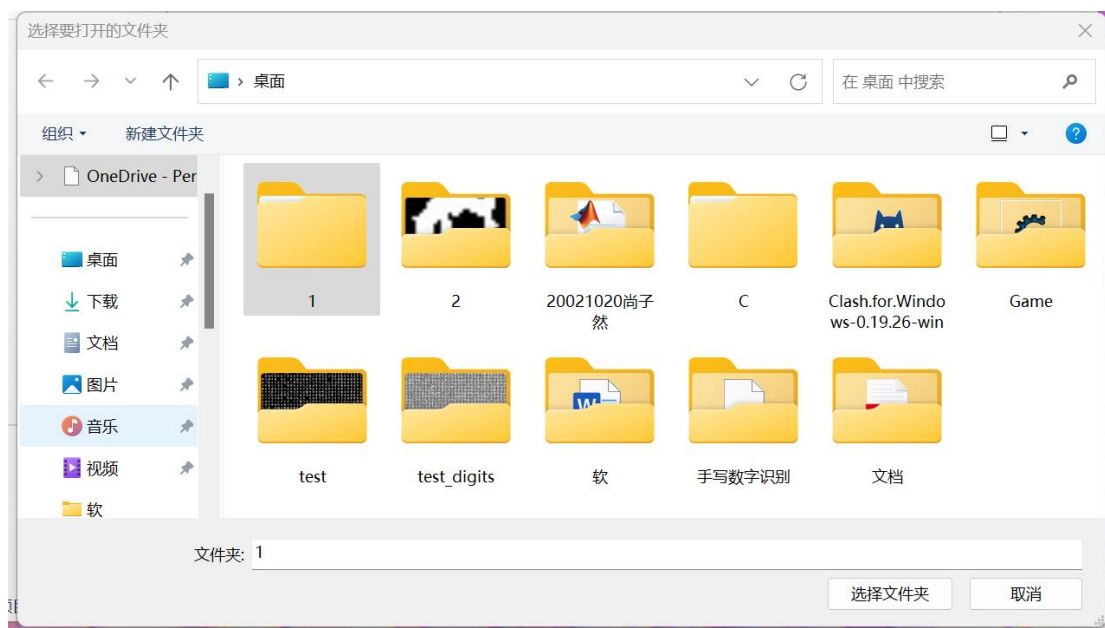 选择要打开的文件夹
桌面
在 桌面 中搜索
组织
新建文件夹
OneDrive - Per
桌面
下载
文档
图片
音乐
视频
软
1
2
20021020尚子
然
C
Clash.for.Windo
ws-0.19.26-win
Game
test
test_digits
软
手写数字识别
文档
文件夹: 1
选择文件夹
取消